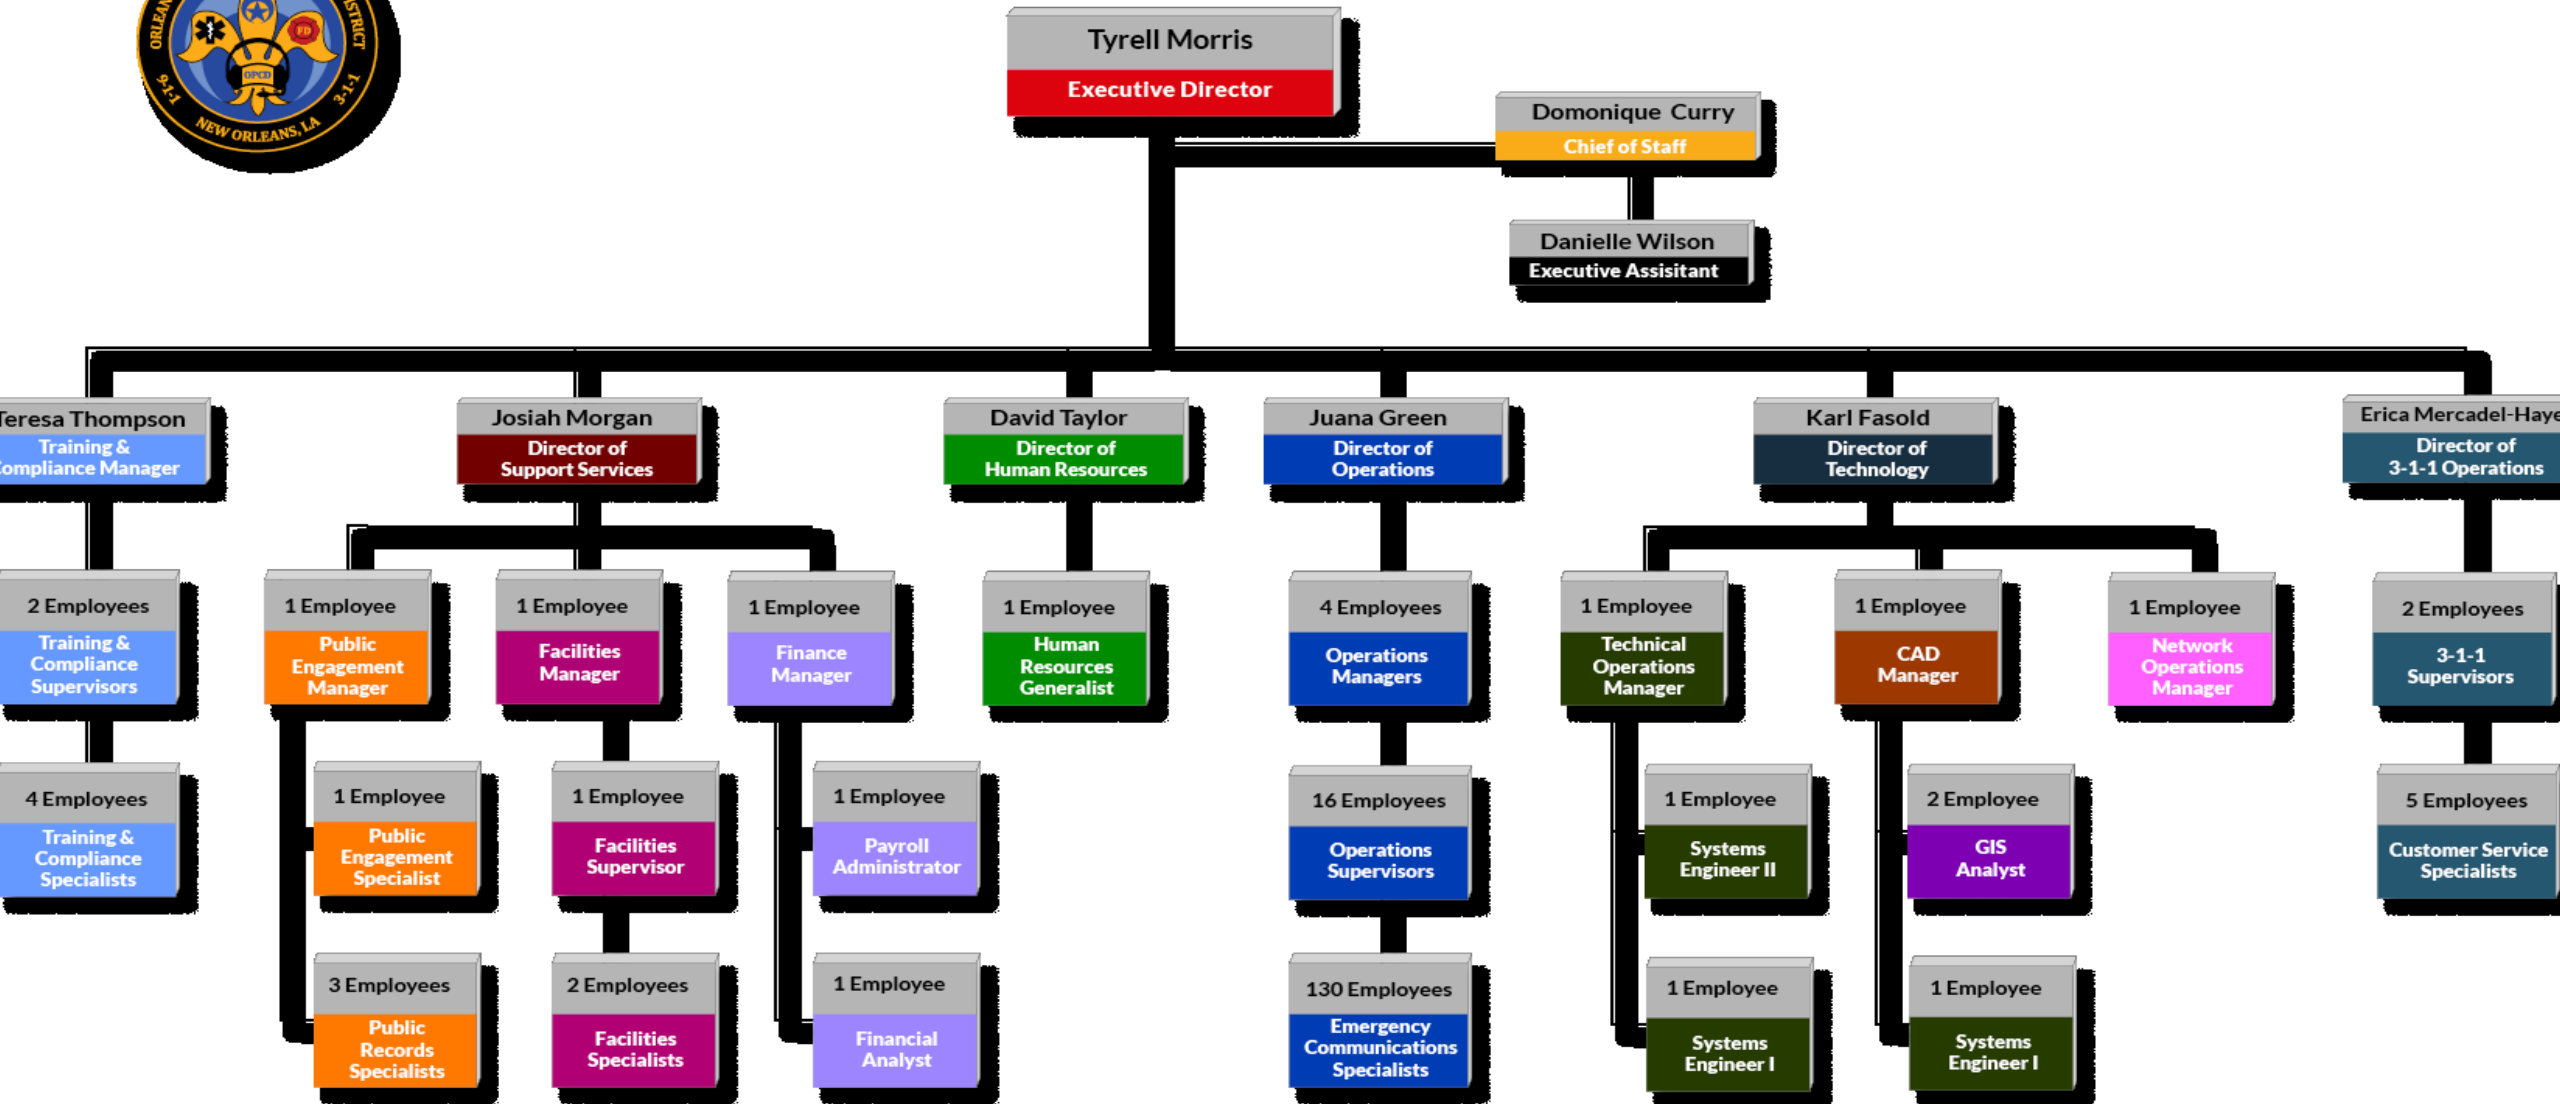 ORLEAN
STRICT
OPCD
FD
9-1-1
3-1-1
NEW ORLEANS, LA
Tyrell Morris
Executive Director
Domonique Curry
Chief of Staff
Danielle Wilson
Executive Assisitant
Teresa Thompson
Training &
Compliance Manager
Josiah Morgan
Director of
Support Services
David Taylor
Director of
Human Resources
Juana Green
Director of
Operations
Karl Fasold
Director of
Technology
Erica Mercadel-Haye
Director of
3-1-1 Operations
2 Employees
Training &
Compliance
Supervisors
1 Employee
Public
Engagement
Manager
1 Employee
Facilities
Manager
1 Employee
Finance
Manager
1 Employee
Human
Resources
Generalist
4 Employees
Operations
Managers
1 Employee
Technical
Operations
Manager
1 Employee
CAD
Manager
1 Employee
Network
Operations
Manager
2 Employees
3-1-1
Supervisors
4 Employees
Training &
Compliance
Specialists
1 Employee
Public
Engagement
Specialist
1 Employee
Facilities
Supervisor
1 Employee
Payroll
Administrator
16 Employees
Operations
Supervisors
1 Employee
Systems
Engineer II
2 Employee
GIS
Analyst
5 Employees
Customer Service
Specialists
3 Employees
Public
Records
Specialists
2 Employees
Facilities
Specialists
1 Employee
Financial
Analyst
130 Employees
Emergency
Communications
Specialists
1 Employee
Systems
Engineer I
1 Employee
Systems
Engineer I